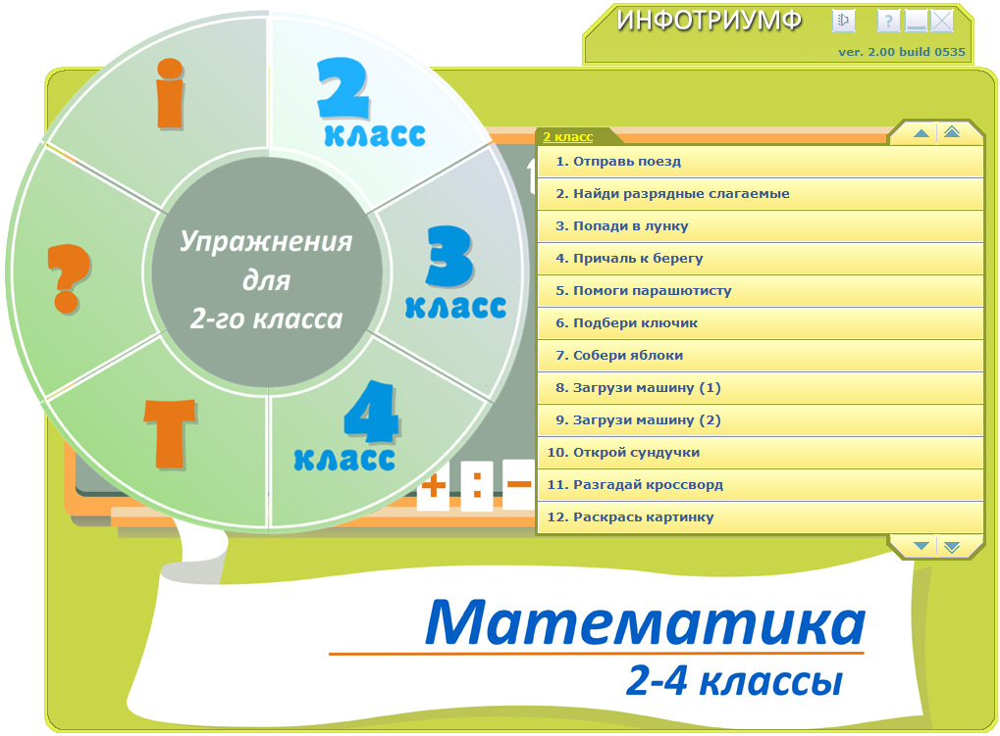 ИНФОТРИУМФ
?
ver. 2.00 build 0535
i
2
класс
3
класс
4
класс
Т
?
Упражнения
для
2-го класса
+ : −
2 класс
1. Отправь поезд
2. Найди разрядные слагаемые
3. Попади в лунку
4. Причаль к берегу
5. Помоги парашютисту
6. Подбери ключик
7. Собери яблоки
8. Загрузи машину (1)
9. Загрузи машину (2)
10. Открой сундучки
11. Разгадай кроссворд
12. Раскрась картинку
Математика
2-4 классы